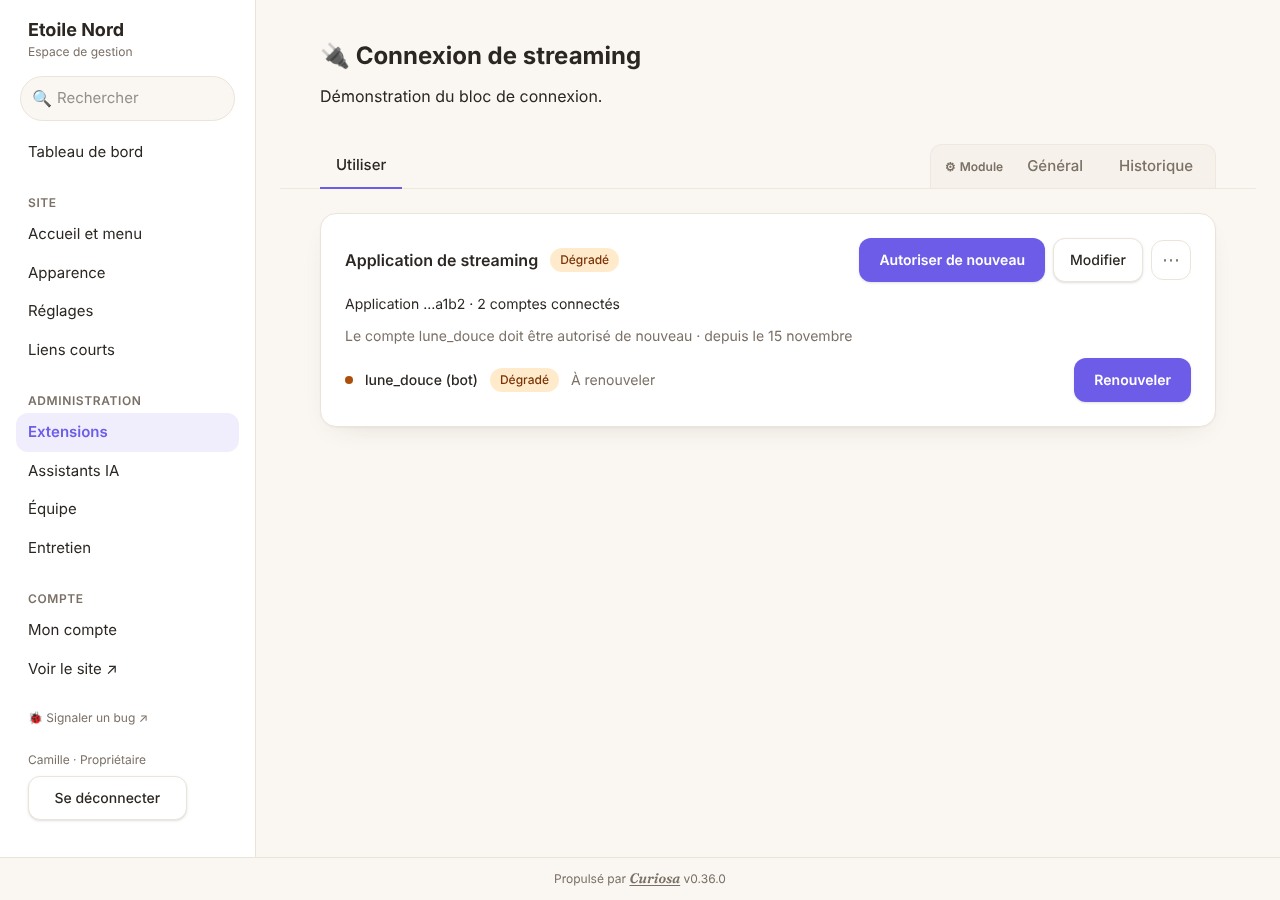 Etoile Nord
Espace de gestion
🔍 Rechercher
Tableau de bord
SITE
Accueil et menu
Apparence
Réglages
Liens courts
ADMINISTRATION
Extensions
Assistants IA
Équipe
Entretien
COMPTE
Mon compte
Voir le site ↗
🐞 Signaler un bug ↗
Camille · Propriétaire
Se déconnecter
🔌 Connexion de streaming
Démonstration du bloc de connexion.
Utiliser
⚙ Module Général Historique
Application de streaming Dégradé Autoriser de nouveau Modifier ···
Application …a1b2 · 2 comptes connectés
Le compte lune_douce doit être autorisé de nouveau · depuis le 15 novembre
lune_douce (bot) Dégradé À renouveler Renouveler
Propulsé par Curiosa v0.36.0